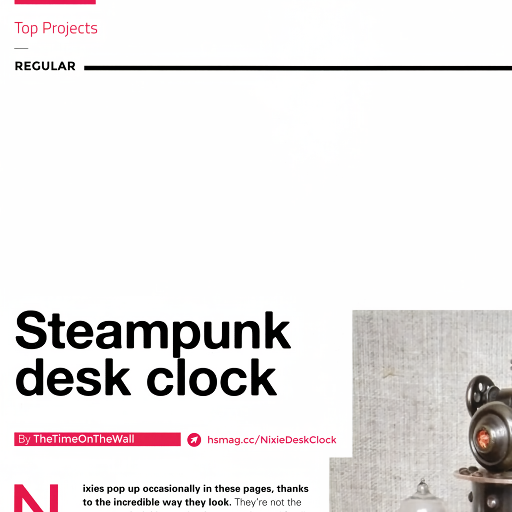 Top Projects
REGULAR
Steampunk
desk clock
By TheTimeOnTheWall
hsmag.cc/NixieDeskClock
Nixies pop up occasionally in these pages, thanks
to the incredible way they look. They're not the